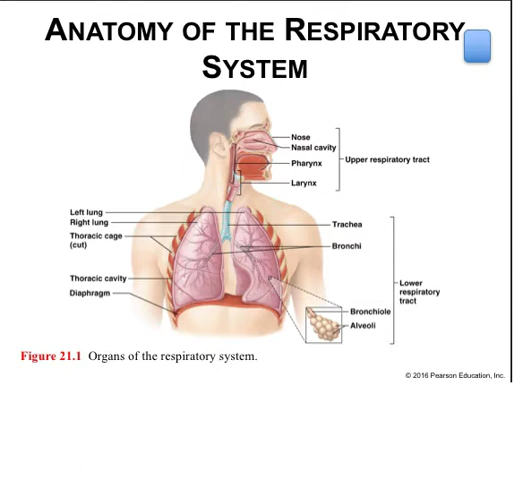 ANATOMY OF THE RESPIRATORY
SYSTEM
Nose
Nasal cavity
Pharynx
Upper respiratory tract
Larynx
Left lung
Right lung
Thoracic cage
(cut)
Trachea
Bronchi
Thoracic cavity
Diaphragm
Lower
respiratory
tract
Bronchiole
Alveoli
Figure 21.1 Organs of the respiratory system.
© 2016 Pearson Education, Inc.